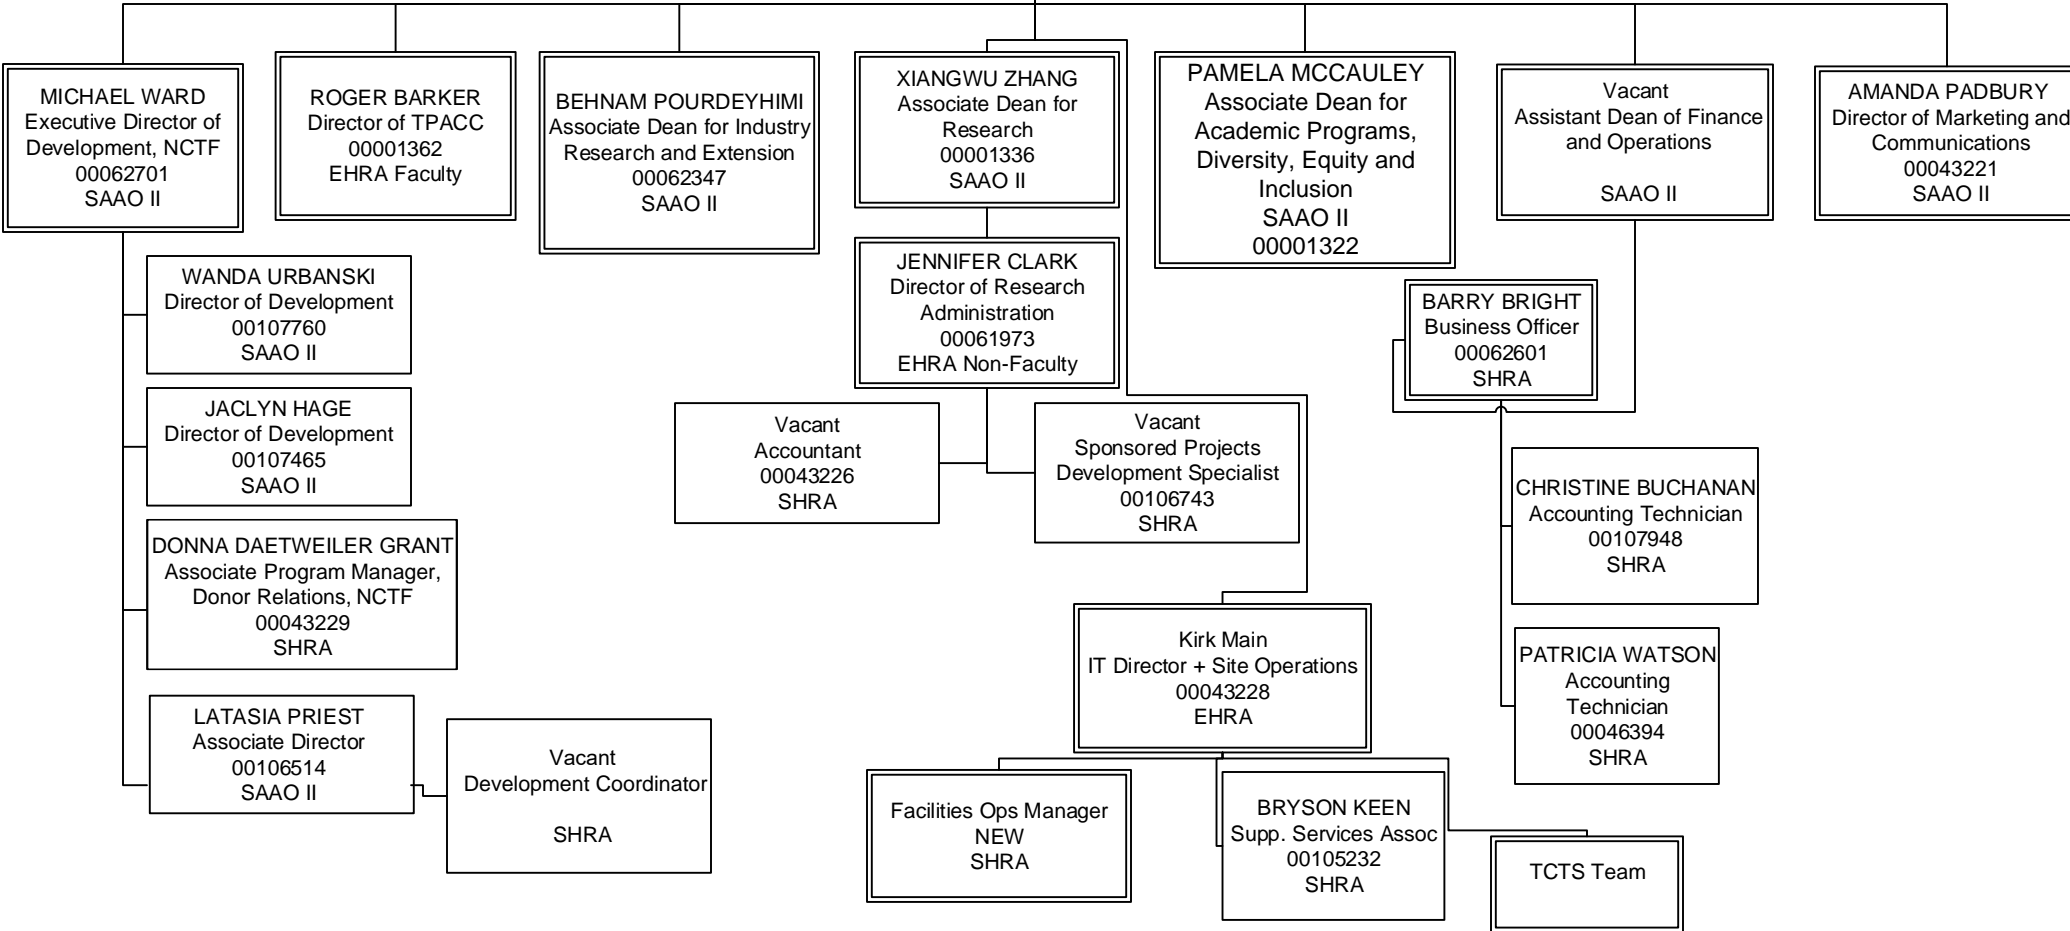 MICHAEL WARD
Executive Director of
Development, NCTF
00062701
SAAO II
ROGER BARKER
Director of TPACC
00001362
EHRA Faculty
BEHNAM POURDEYHIMI
Associate Dean for Industry
Research and Extension
00062347
SAAO II
XIANGWU ZHANG
Associate Dean for
Research
00001336
SAAO II
PAMELA MCCAULEY
Associate Dean for
Academic Programs,
Diversity, Equity and
Inclusion
SAAO II
00001322
Vacant
Assistant Dean of Finance
and Operations
SAAO II
AMANDA PADBURY
Director of Marketing and
Communications
00043221
SAAO II
WANDA URBANSKI
Director of Development
00107760
SAAO II
JACLYN HAGE
Director of Development
00107465
SAAO II
DONNA DAETWEILER GRANT
Associate Program Manager,
Donor Relations, NCTF
00043229
SHRA
LATASIA PRIEST
Associate Director
00106514
SAAO II
Vacant
Development Coordinator
SHRA
JENNIFER CLARK
Director of Research
Administration
00061973
EHRA Non-Faculty
Vacant
Accountant
00043226
SHRA
Vacant
Sponsored Projects
Development Specialist
00106743
SHRA
Kirk Main
IT Director + Site Operations
00043228
EHRA
Facilities Ops Manager
NEW
SHRA
BRYSON KEEN
Supp. Services Assoc
00105232
SHRA
TCTS Team
BARRY BRIGHT
Business Officer
00062601
SHRA
CHRISTINE BUCHANAN
Accounting Technician
00107948
SHRA
PATRICIA WATSON
Accounting
Technician
00046394
SHRA